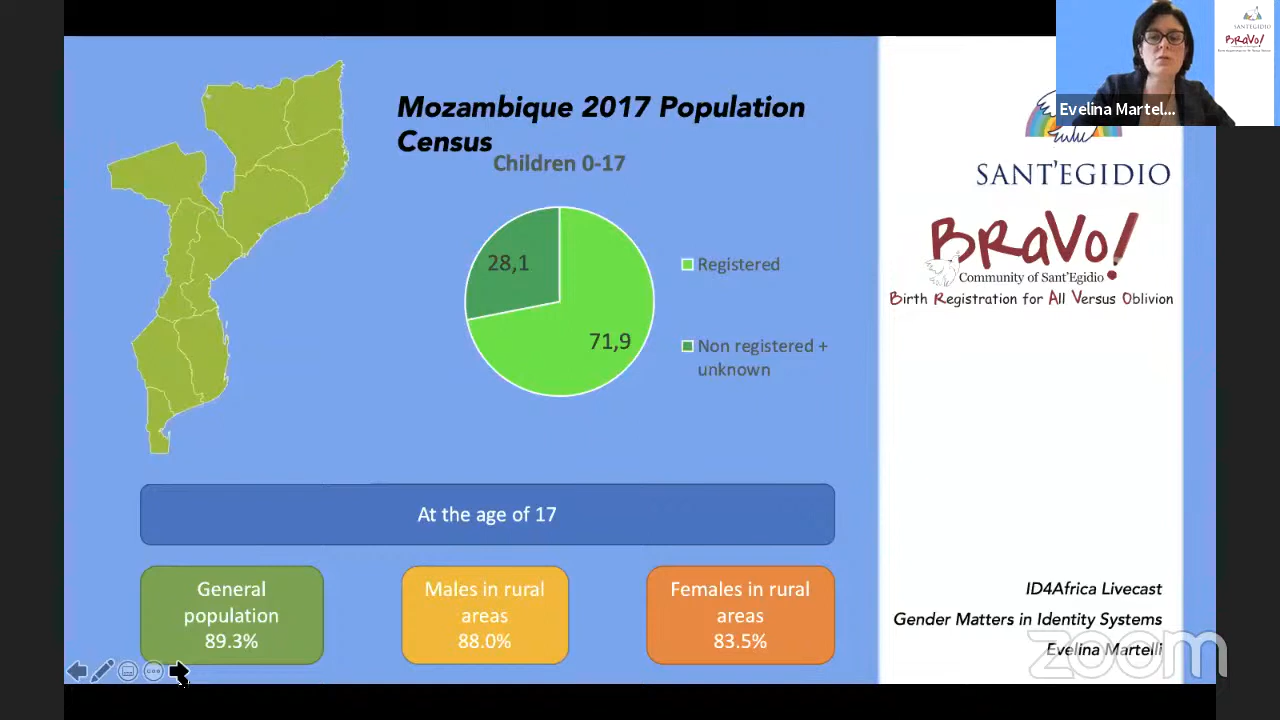 Mozambique 2017 Population
Census
Children 0-17
28,1
71,9
Registered
Non registered +
unknown
At the age of 17
General
population
89.3%
Males in rural
areas
88.0%
Females in rural
areas
83.5%
Evelina Martel...
SANT'EGIDIO
BRaVo!
SANT'EGIDIO
BRaVo!
Community of Sant'Egidio
Birth Registration for All Versus Oblivion
ID4Africa Livecast
Gender Matters in Identity Systems
Evelina Martelli
zoom